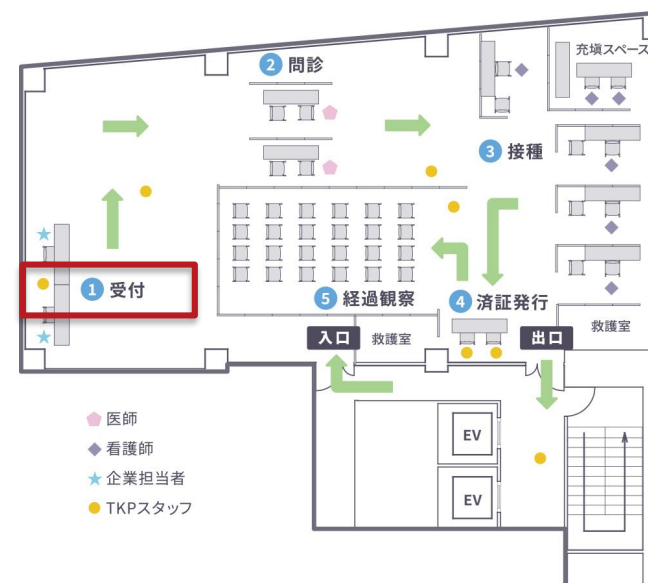 充填スペース
2 問診
3 接種
1 受付
5 経過観察
4 済証発行
入口
救護室
出口
救護室
医師
看護師
企業担当者
TKPスタッフ
EV
EV